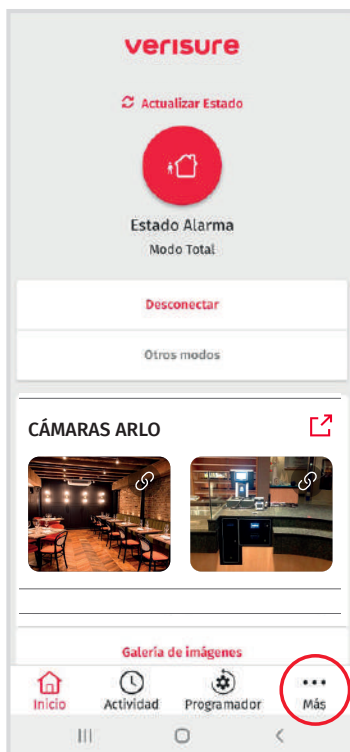 verisure
Actualizar Estado
Estado Alarma
Modo Total
Desconectar
Otros modos
CÁMARAS ARLO
Galería de imágenes
Inicio
Actividad
Programador
Más